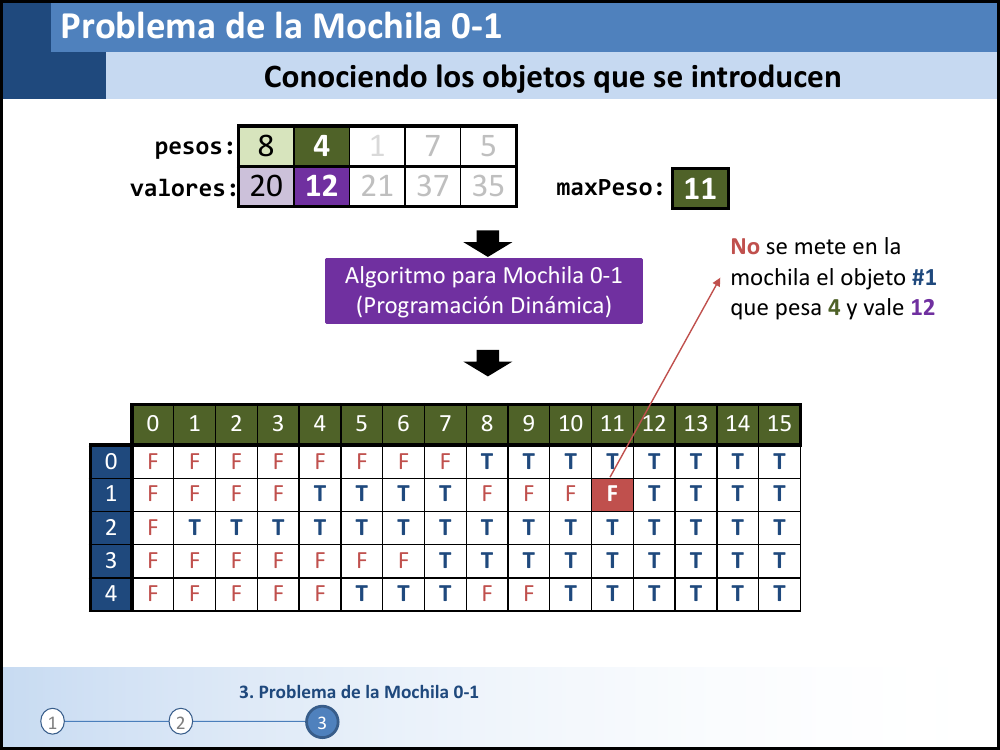 Problema de la Mochila 0-1
Conociendo los objetos que se introducen
pesos: 8 4 1 7 5
valores: 20 12 21 37 35
maxPeso: 11
No se mete en la
mochila el objeto #1
que pesa 4 y vale 12
Algoritmo para Mochila 0-1
(Programación Dinámica)
0 1 2 3 4 5 6 7 8 9 10 11 12 13 14 15
0 F F F F F F F F T T T T T T T T
1 F F F F T T T T F F F F T T T T
2 F T T T T T T T T T T T T T T T
3 F F F F F F F T T T T T T T T T
4 F F F F F T T T F F T T T T T T
3. Problema de la Mochila 0-1
1 2 3